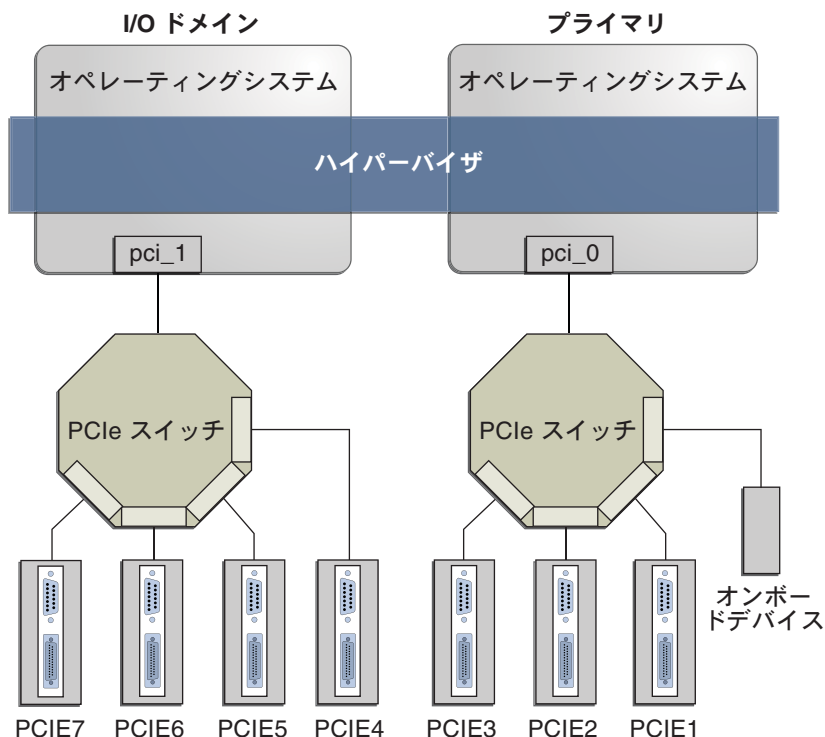 I/O ドメイン
プライマリ
オペレーティングシステム
オペレーティングシステム
ハイパーバイザ
pci_1
pci_0
PCIe スイッチ
PCIe スイッチ
オンボー
ドデバイス
PCIE7
PCIE6
PCIE5
PCIE4
PCIE3
PCIE2
PCIE1